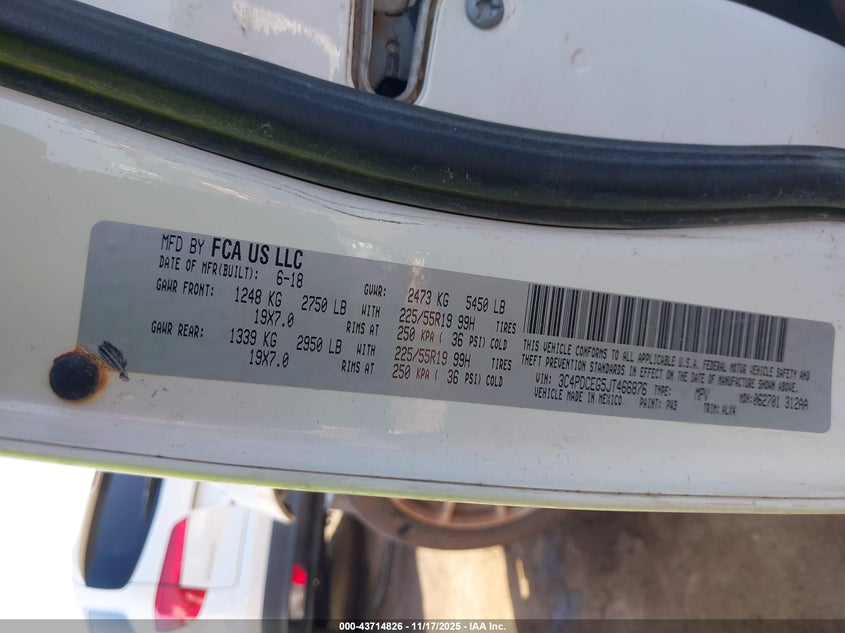 MFD BY FCA US LLC
DATE OF MFR(BUILT): 6-18 GVWR: 2473 KG 5450 LB
GAWR FRONT: 1248 KG 2750 LB WITH 225/55R19 99H TIRES
19X7.0 RIMS AT 250 KPA ( 36 PSI) COLD
GAWR REAR: 1339 KG 2950 LB WITH 225/55R19 99H TIRES
19X7.0 RIMS AT 250 KPA ( 36 PSI) COLD
THIS VEHICLE CONFORMS TO ALL APPLICABLE U.S.A. FEDERAL MOTOR VEHICLE SAFETY AND
THEFT PREVENTION STANDARDS IN EFFECT ON THE DATE OF MANUFACTURE SHOWN ABOVE.
VIN: 3C4PDCEG5JT466876 TYPE: MPV MDH: 062701 312AA
VEHICLE MADE IN MEXICO PAINT: PW3 TRIM: ALX9
000-43714826 - 11/17/2025 - IAA Inc.